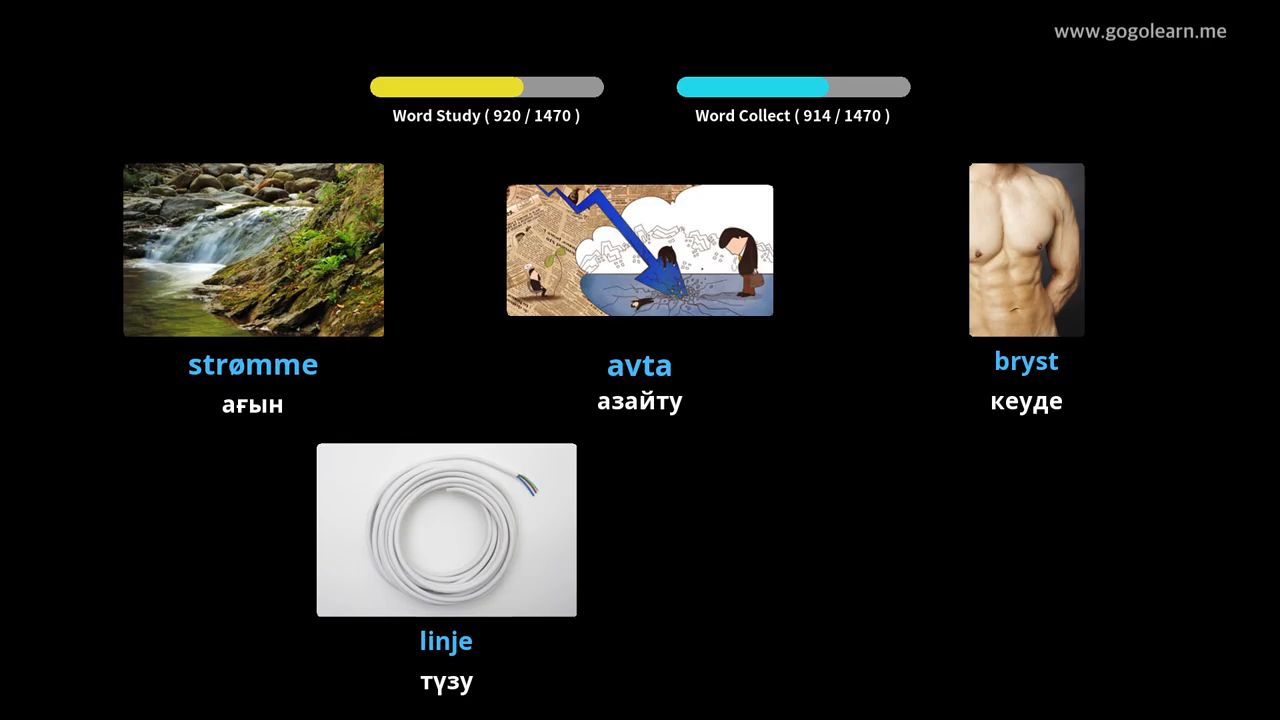 www.gogolearn.me
Word Study ( 920 / 1470 )
Word Collect ( 914 / 1470 )
strømme
ағын
avta
азайту
bryst
кеуде
linje
түзу